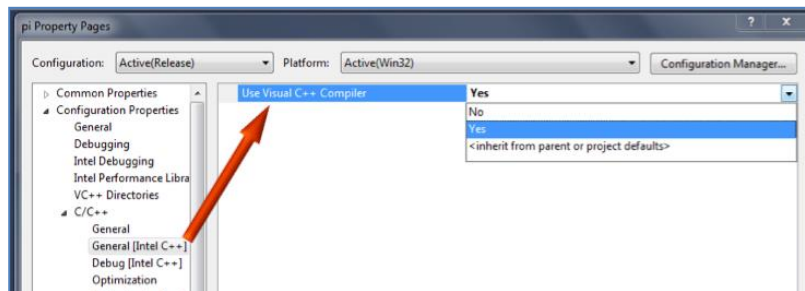 pi Property Pages
? x
Configuration: Active(Release) Platform: Active(Win32) Configuration Manager...
Common Properties
Use Visual C++ Compiler Yes
Configuration Properties
No
General
Yes
Debugging
<inherit from parent or project defaults>
Intel Debugging
Intel Performance Libra
VC++ Directories
C/C++
General
General [Intel C++]
Debug [Intel C++]
Optimization